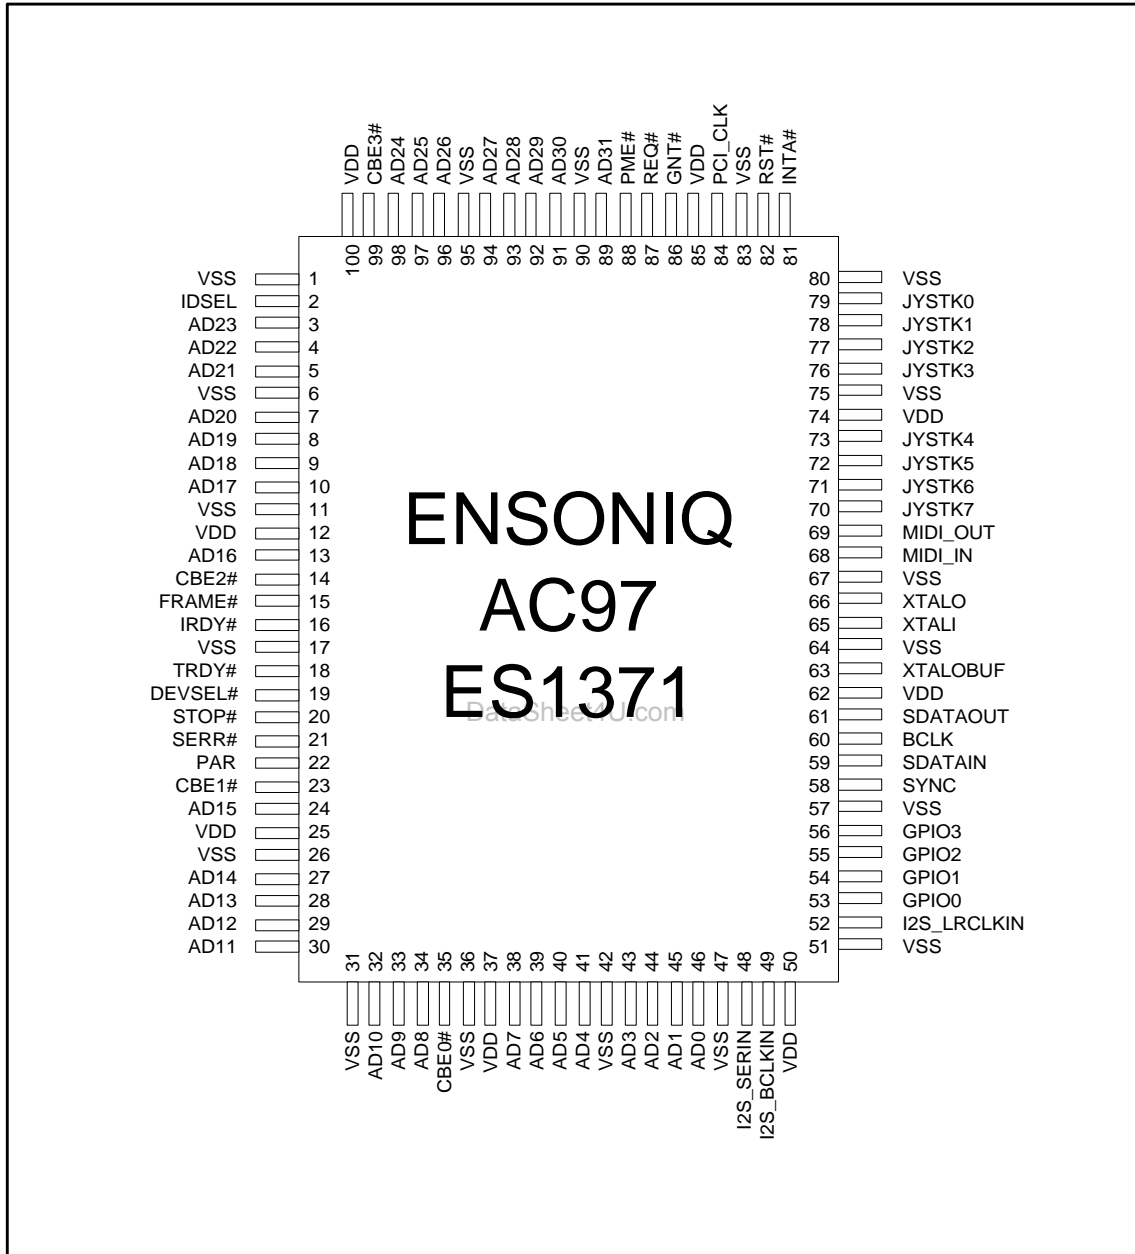 VDD
CBE3#
AD24
AD25
AD26
VSS
AD27
AD28
AD29
AD30
VSS
AD31
PME#
REQ#
GNT#
VDD
PCI_CLK
VSS
RST#
INTA#
100
99
98
97
96
95
94
93
92
91
90
89
88
87
86
85
84
83
82
81
VSS 1
IDSEL 2
AD23 3
AD22 4
AD21 5
VSS 6
AD20 7
AD19 8
AD18 9
AD17 10
VSS 11
VDD 12
AD16 13
CBE2# 14
FRAME# 15
IRDY# 16
VSS 17
TRDY# 18
DEVSEL# 19
STOP# 20
SERR# 21
PAR 22
CBE1# 23
AD15 24
VDD 25
VSS 26
AD14 27
AD13 28
AD12 29
AD11 30
ENSONIQ
AC97
ES1371
DataSheet4U.com
80 VSS
79 JYSTK0
78 JYSTK1
77 JYSTK2
76 JYSTK3
75 VSS
74 VDD
73 JYSTK4
72 JYSTK5
71 JYSTK6
70 JYSTK7
69 MIDI_OUT
68 MIDI_IN
67 VSS
66 XTALO
65 XTALI
64 VSS
63 XTALOBUF
62 VDD
61 SDATAOUT
60 BCLK
59 SDATAIN
58 SYNC
57 VSS
56 GPIO3
55 GPIO2
54 GPIO1
53 GPIO0
52 I2S_LRCLKIN
51 VSS
31
32
33
34
35
36
37
38
39
40
41
42
43
44
45
46
47
48
49
50
VSS
AD10
AD9
AD8
CBE0#
VSS
VDD
AD7
AD6
AD5
AD4
VSS
AD3
AD2
AD1
AD0
VSS
I2S_SERIN
I2S_BCLKIN
VDD